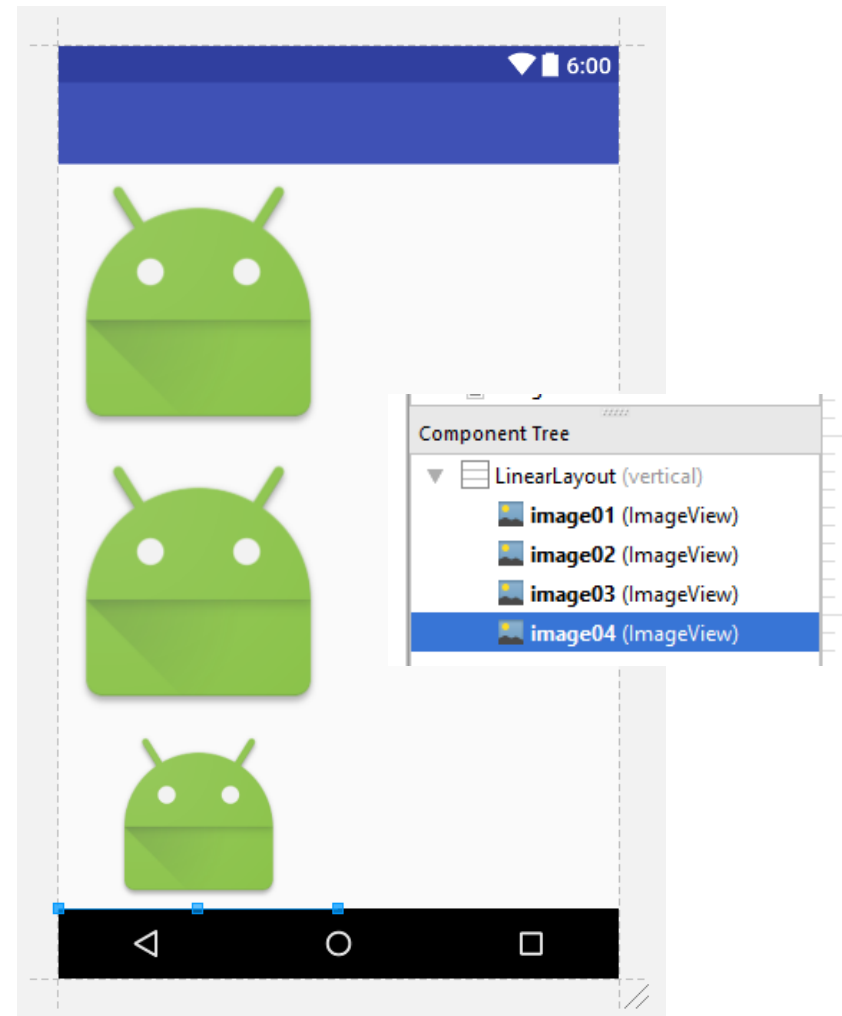 6:00
Component Tree
LinearLayout (vertical)
image01 (ImageView)
image02 (ImageView)
image03 (ImageView)
image04 (ImageView)